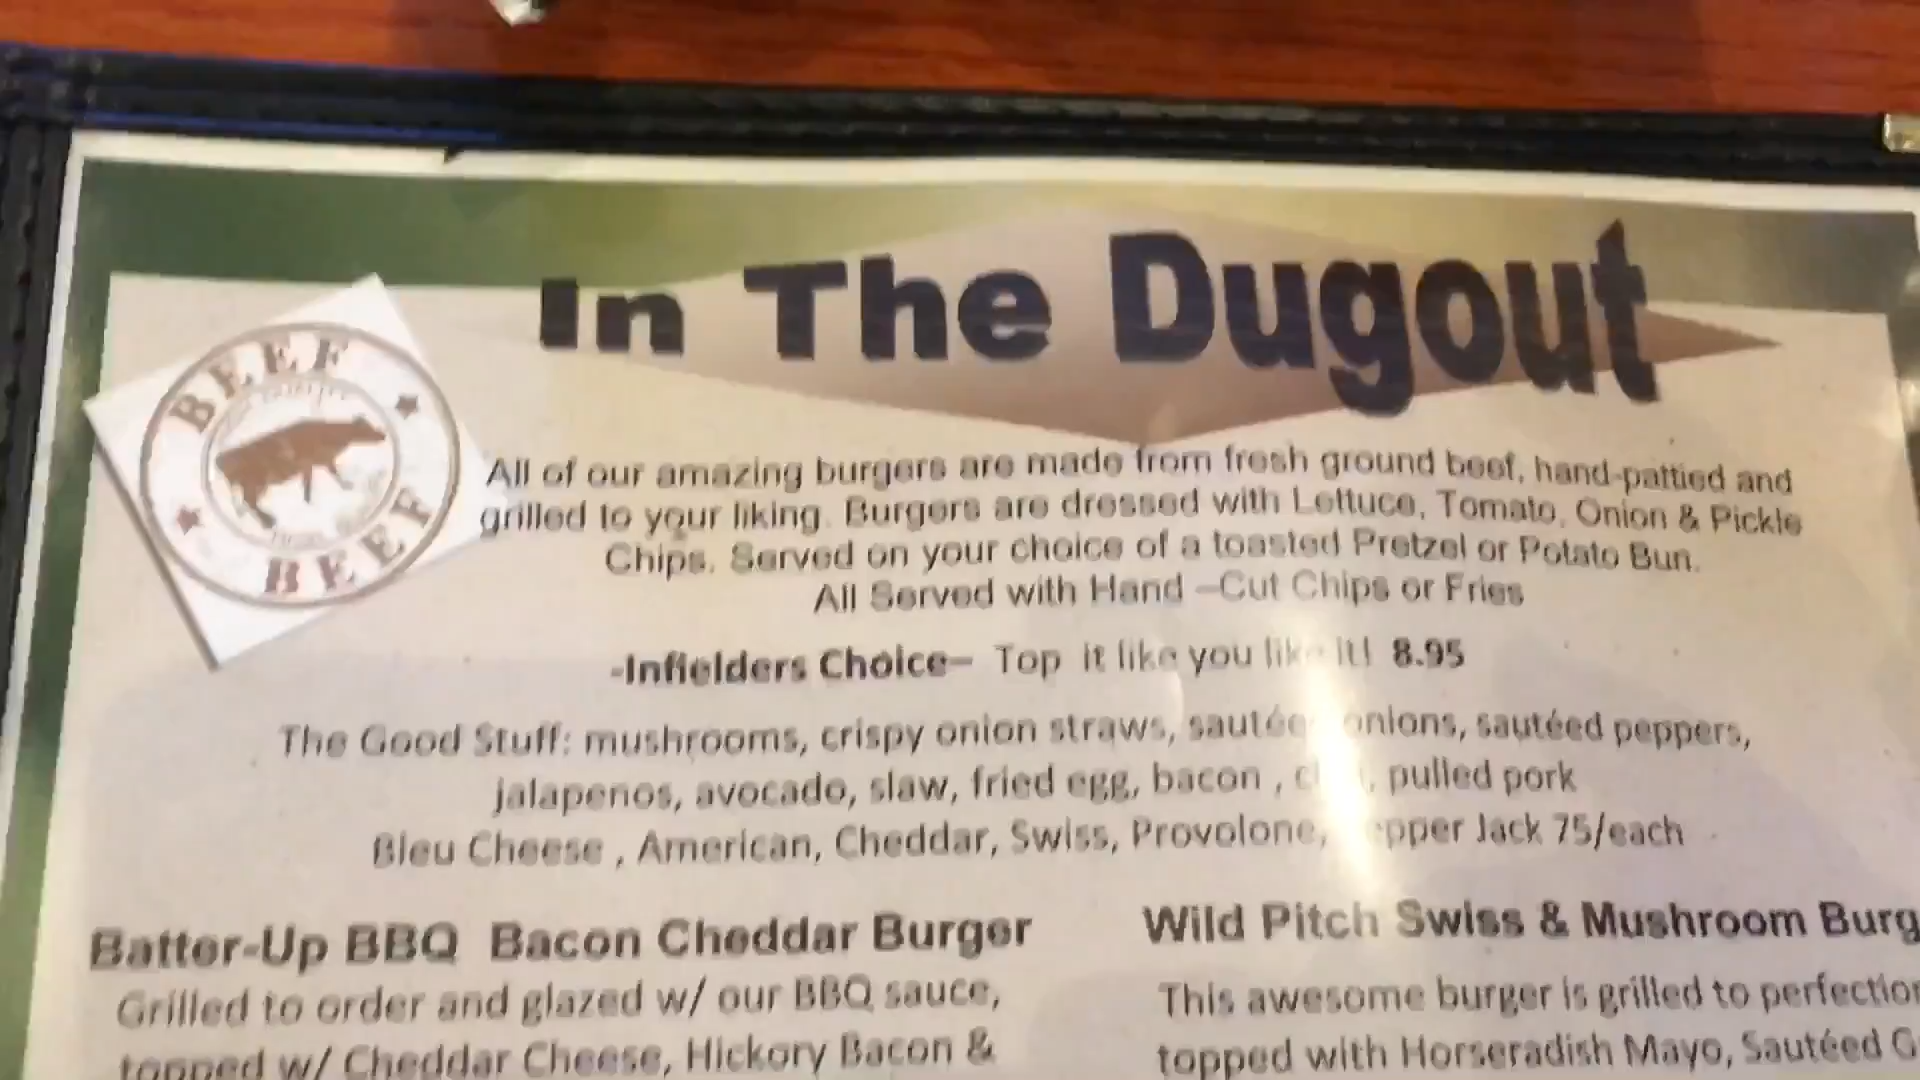 In The Dugout
BEEF
BEEF
All of our amazing burgers are made from fresh ground beef, hand-pattied and
grilled to your liking. Burgers are dressed with Lettuce, Tomato, Onion & Pickle
Chips. Served on your choice of a toasted Pretzel or Potato Bun.
All Served with Hand –Cut Chips or Fries
-Infielders Choice– Top it like you like it! 8.95
The Good Stuff: mushrooms, crispy onion straws, sautée onions, sautéed peppers,
jalapenos, avocado, slaw, fried egg, bacon , pulled pork
Bleu Cheese , American, Cheddar, Swiss, Provolone, epper Jack 75/each
Batter-Up BBQ Bacon Cheddar Burger
Grilled to order and glazed w/ our BBQ sauce,
topped w/ Cheddar Cheese, Hickory Bacon &
Wild Pitch Swiss & Mushroom Burg
This awesome burger is grilled to perfection
topped with Horseradish Mayo, Sautéed